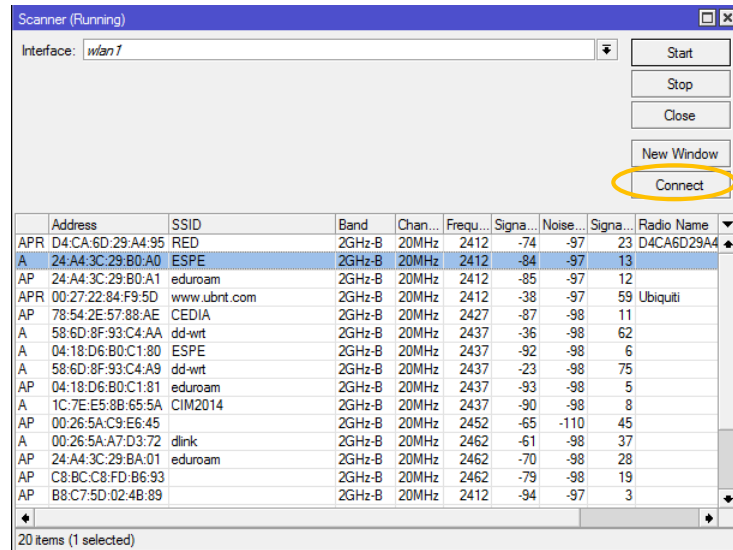 Scanner (Running)
Interface: wlan1
Start
Stop
Close
New Window
Connect
Address SSID Band Chan... Frequ... Signa... Noise... Signa... Radio Name
APR D4:CA:6D:29:A4:95 RED 2GHz-B 20MHz 2412 -74 -97 23 D4CA6D29A4
A 24:A4:3C:29:B0:A0 ESPE 2GHz-B 20MHz 2412 -84 -97 13
AP 24:A4:3C:29:B0:A1 eduroam 2GHz-B 20MHz 2412 -85 -97 12
APR 00:27:22:84:F9:5D www.ubnt.com 2GHz-B 20MHz 2412 -38 -97 59 Ubiquiti
AP 78:54:2E:57:88:AE CEDIA 2GHz-B 20MHz 2427 -87 -98 11
A 58:6D:8F:93:C4:AA dd-wrt 2GHz-B 20MHz 2437 -36 -98 62
A 04:18:D6:B0:C1:80 ESPE 2GHz-B 20MHz 2437 -92 -98 6
A 58:6D:8F:93:C4:A9 dd-wrt 2GHz-B 20MHz 2437 -23 -98 75
AP 04:18:D6:B0:C1:81 eduroam 2GHz-B 20MHz 2437 -93 -98 5
A 1C:7E:E5:8B:65:5A CIM2014 2GHz-B 20MHz 2437 -90 -98 8
AP 00:26:5A:C9:E6:45 2GHz-B 20MHz 2452 -65 -110 45
A 00:26:5A:A7:D3:72 dlink 2GHz-B 20MHz 2462 -61 -98 37
AP 24:A4:3C:29:BA:01 eduroam 2GHz-B 20MHz 2462 -70 -98 28
AP C8:BC:C8:FD:B6:93 2GHz-B 20MHz 2462 -79 -98 19
AP B8:C7:5D:02:4B:89 2GHz-B 20MHz 2412 -94 -97 3
20 items (1 selected)